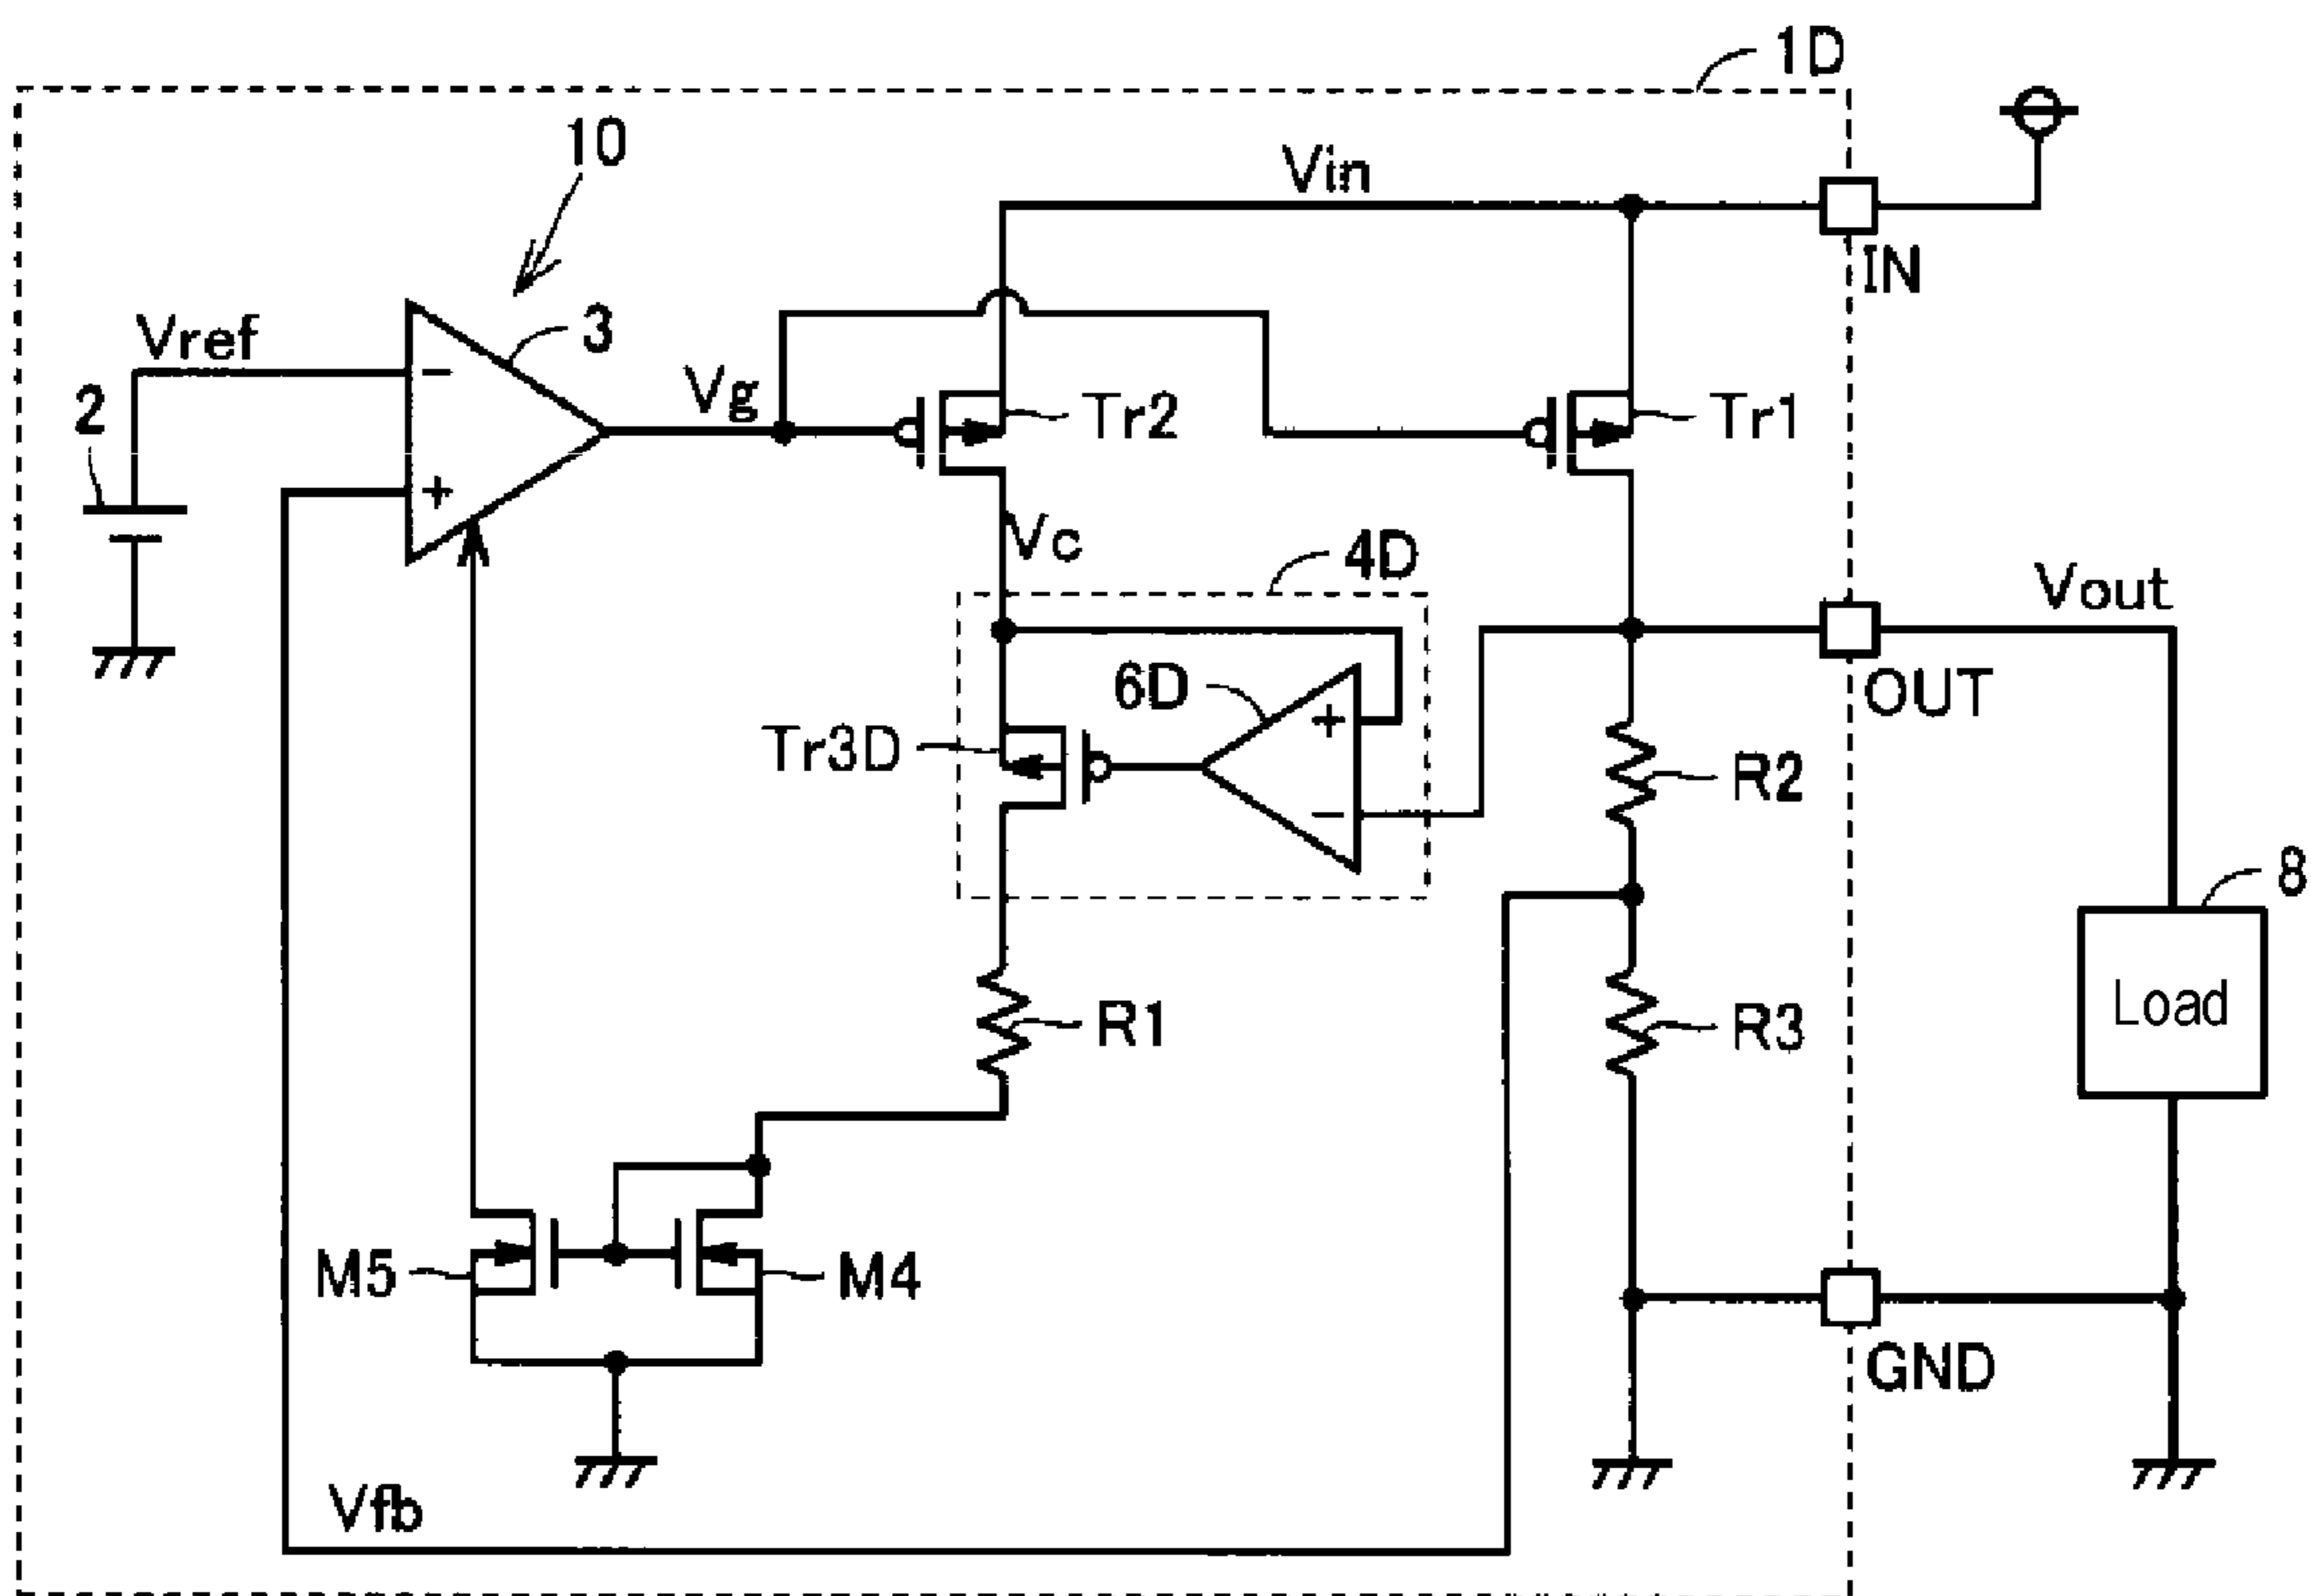 1D
10
Vin
IN
Vref
3
2
Vg
Tr2
Tr1
−
+
Vc
4D
Vout
OUT
6D
+
−
Tr3D
R2
8
Load
R1
R3
M5
M4
GND
Vfb